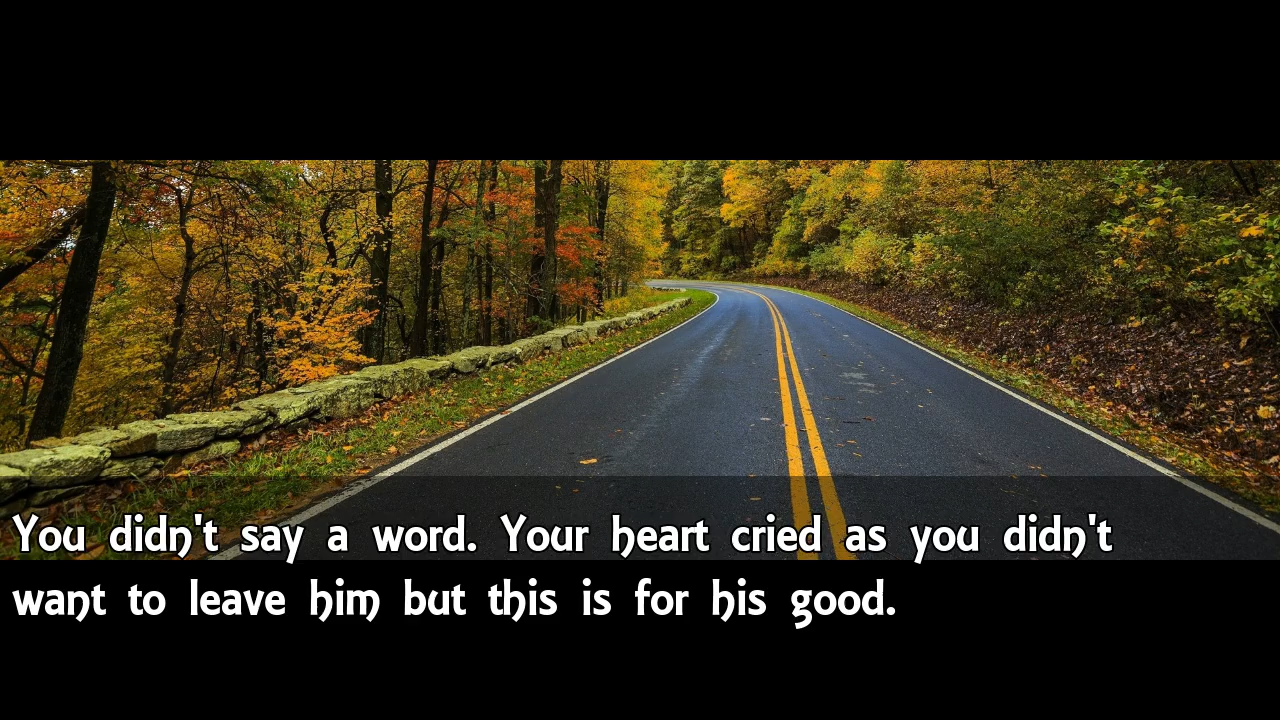 You didn't say a word. Your heart cried as you didn't
want to leave him but this is for his good.